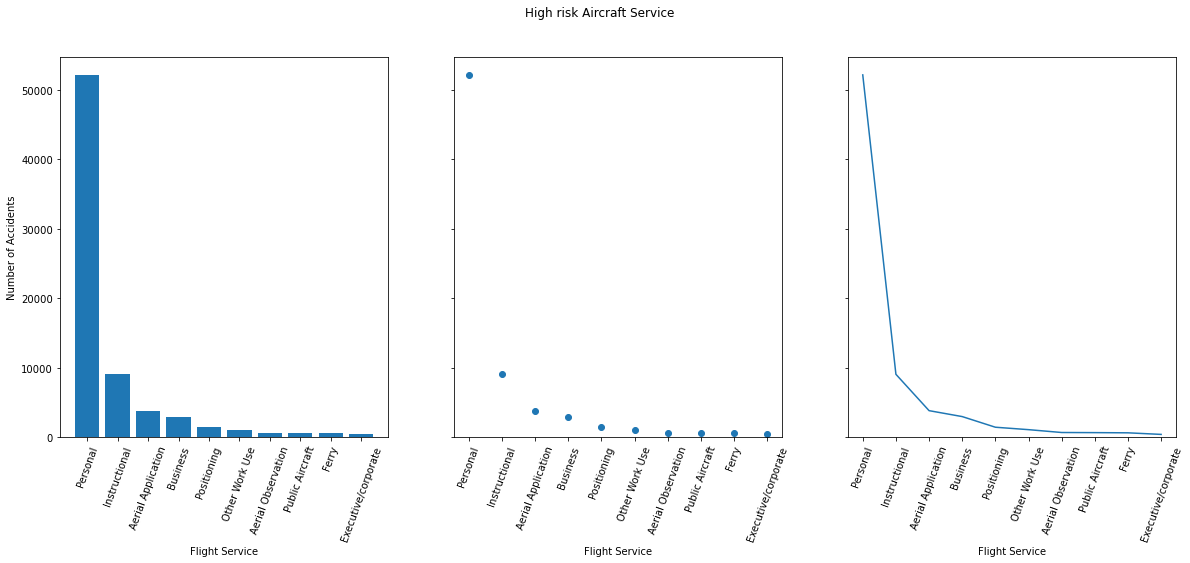 High risk Aircraft Service
Number of Accidents
50000
40000
30000
20000
10000
0
Personal
Instructional
Aerial Application
Business
Positioning
Other Work Use
Aerial Observation
Public Aircraft
Ferry
Executive/corporate
Flight Service
Personal
Instructional
Aerial Application
Business
Positioning
Other Work Use
Aerial Observation
Public Aircraft
Ferry
Executive/corporate
Flight Service
Personal
Instructional
Aerial Application
Business
Positioning
Other Work Use
Aerial Observation
Public Aircraft
Ferry
Executive/corporate
Flight Service